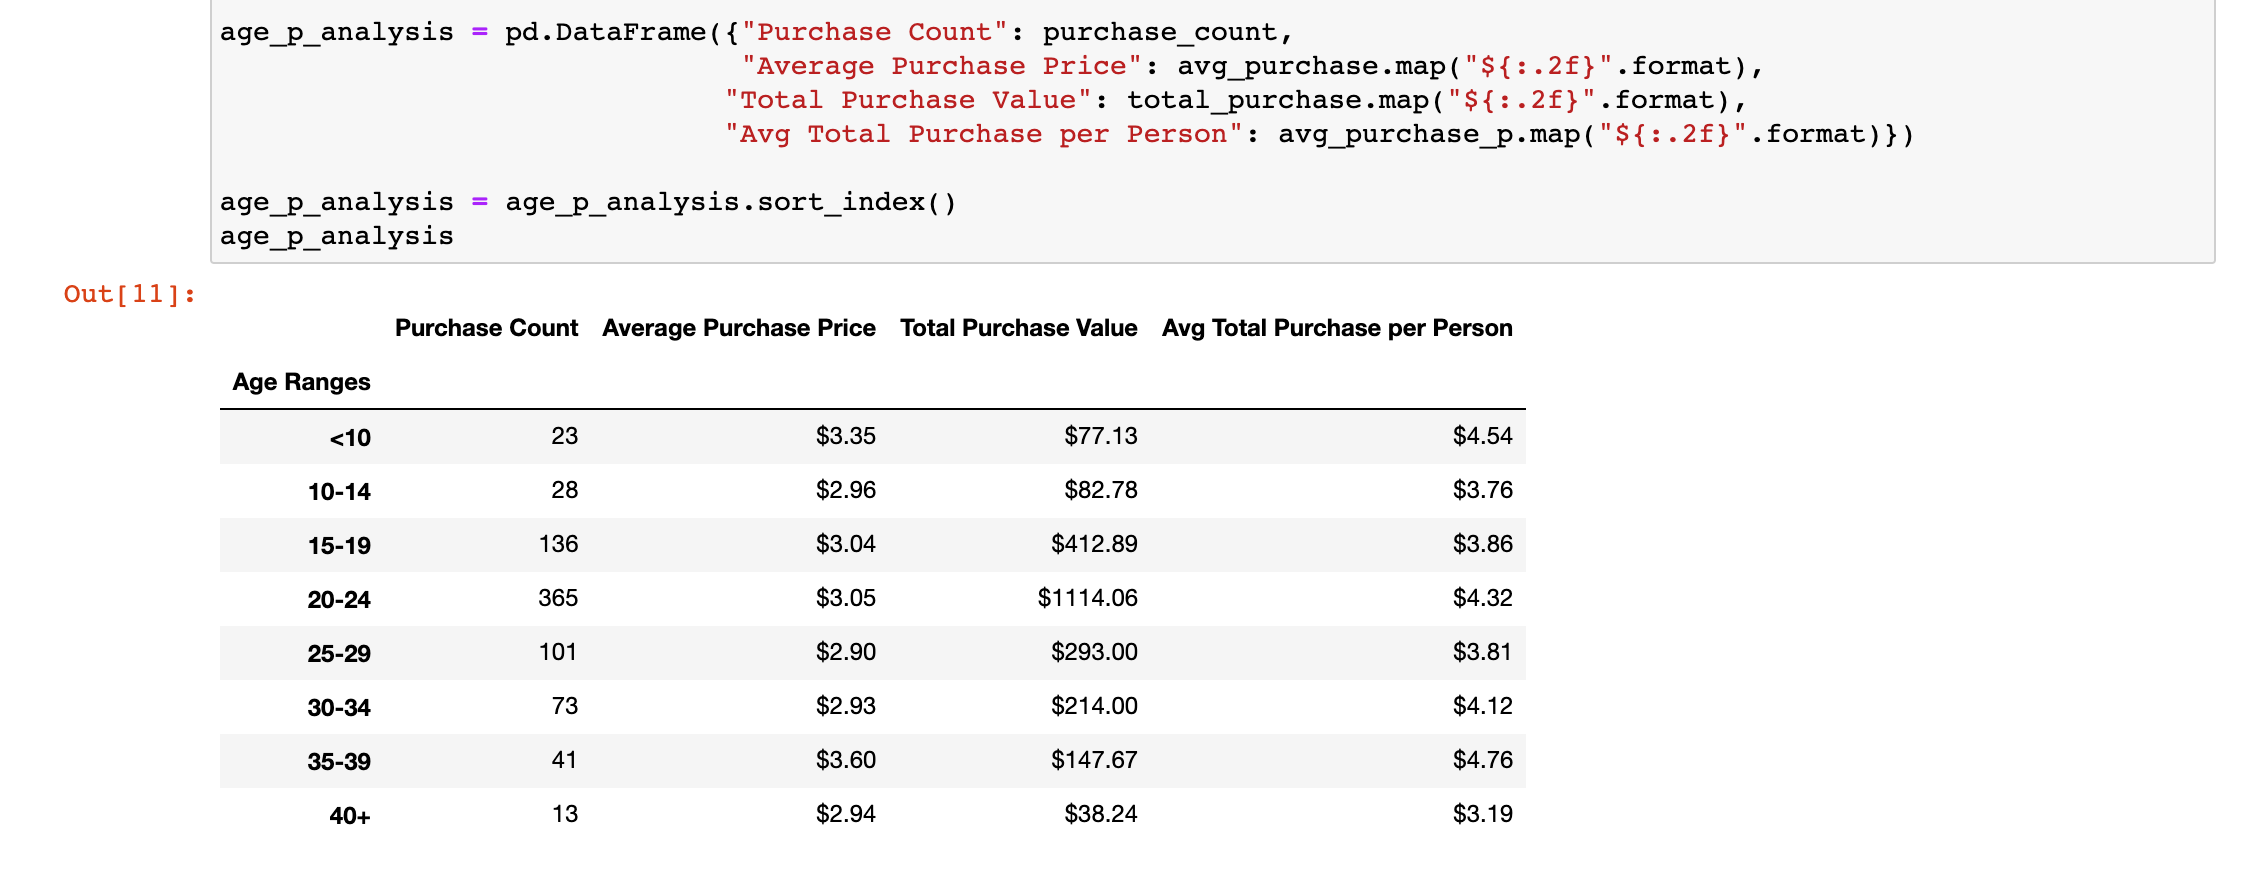 age_p_analysis = pd.DataFrame({"Purchase Count": purchase_count,
"Average Purchase Price": avg_purchase.map("${:.2f}".format),
"Total Purchase Value": total_purchase.map("${:.2f}".format),
"Avg Total Purchase per Person": avg_purchase_p.map("${:.2f}".format)})
age_p_analysis = age_p_analysis.sort_index()
age_p_analysis
Out[11]:
Purchase Count Average Purchase Price Total Purchase Value Avg Total Purchase per Person
Age Ranges
<10 23 $3.35 $77.13 $4.54
10-14 28 $2.96 $82.78 $3.76
15-19 136 $3.04 $412.89 $3.86
20-24 365 $3.05 $1114.06 $4.32
25-29 101 $2.90 $293.00 $3.81
30-34 73 $2.93 $214.00 $4.12
35-39 41 $3.60 $147.67 $4.76
40+ 13 $2.94 $38.24 $3.19